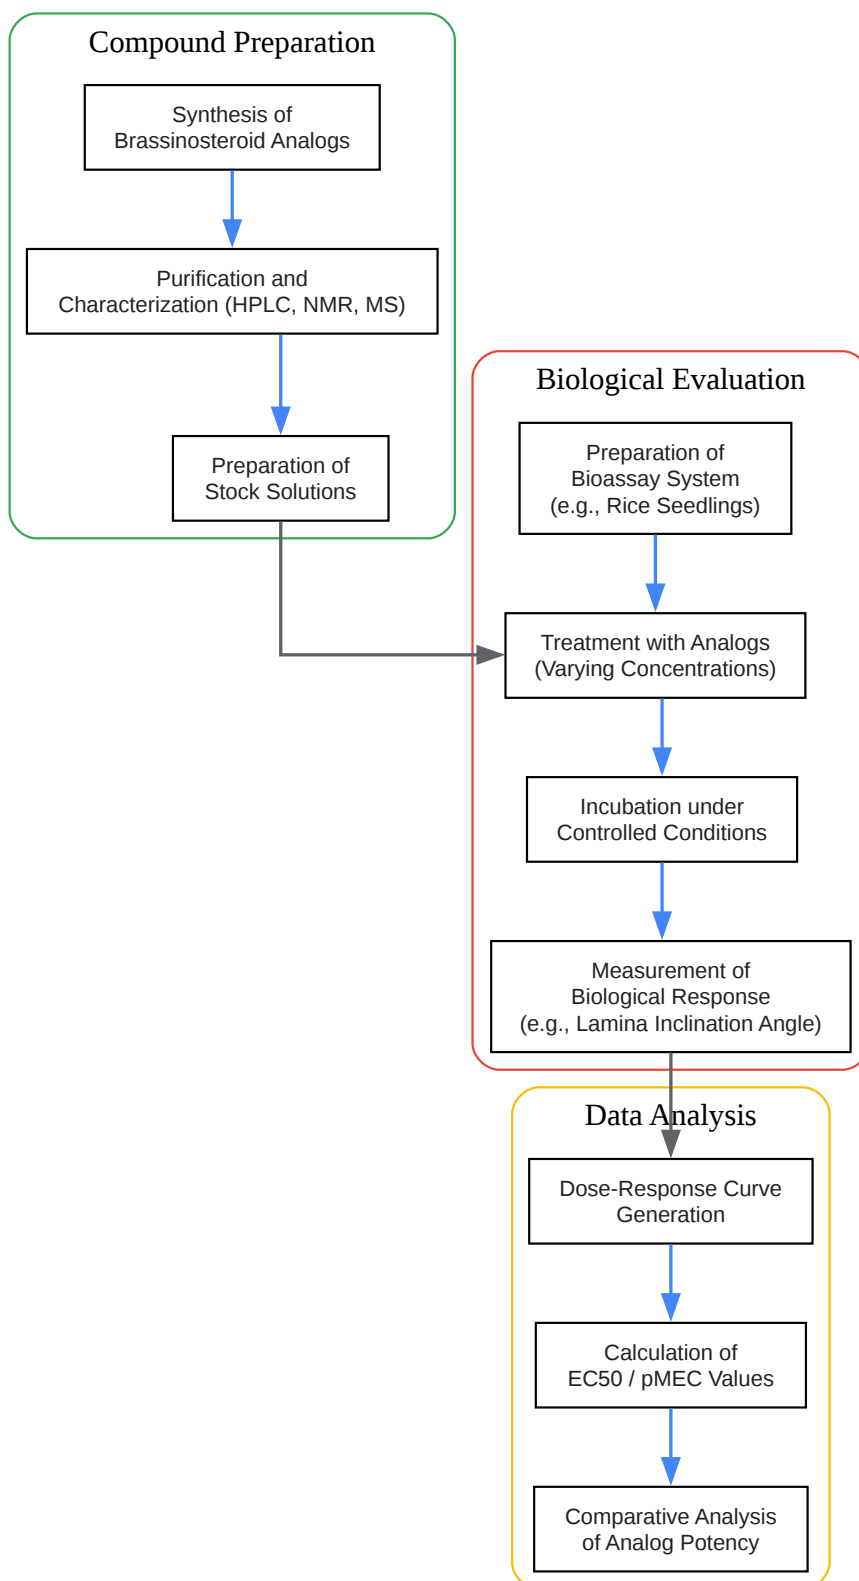 Compound Preparation
Synthesis of
Brassinosteroid Analogs
Purification and
Characterization (HPLC, NMR, MS)
Preparation of
Stock Solutions
Biological Evaluation
Preparation of
Bioassay System
(e.g., Rice Seedlings)
Treatment with Analogs
(Varying Concentrations)
Incubation under
Controlled Conditions
Measurement of
Biological Response
(e.g., Lamina Inclination Angle)
Data Analysis
Dose-Response Curve
Generation
Calculation of
EC50 / pMEC Values
Comparative Analysis
of Analog Potency